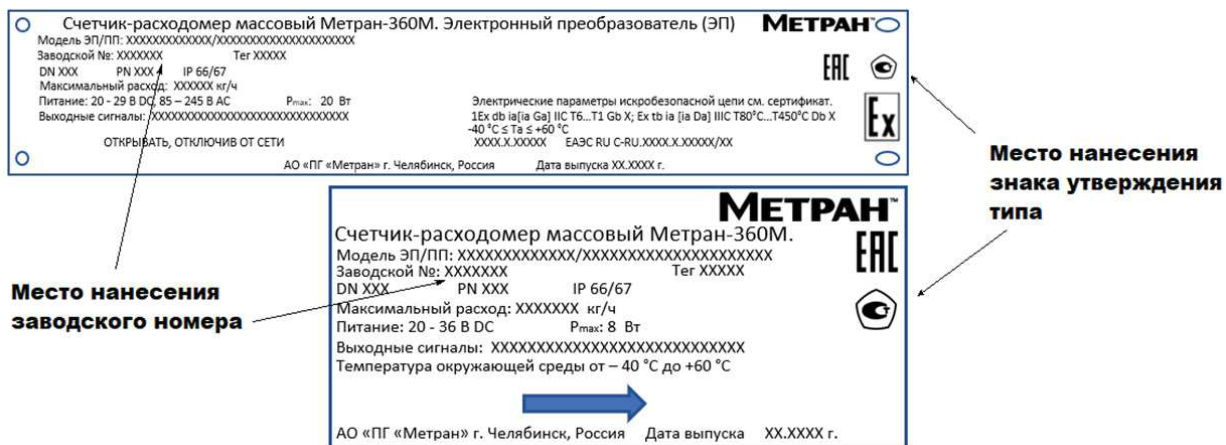 Счетчик-расходомер массовый Метран-360М. Электронный преобразователь (ЭП)
МЕТРАН
Модель ЭП/ПП: XXXXXXXXXXXXX/XXXXXXXXXXXXXXXXXXXXX
Заводской №: XXXXXXX Тег XXXXX
DN XXX PN XXX IP 66/67
Максимальный расход: XXXXXX кг/ч
Питание: 20 - 29 В DC, 85 – 245 В AC Pmax: 20 Вт
Выходные сигналы: XXXXXXXXXXXXXXXXXXXXXXXXXXXXX
ОТКРЫВАТЬ, ОТКЛЮЧИВ ОТ СЕТИ
EAC
Электрические параметры искробезопасной цепи см. сертификат.
1Ex db ia[ia Ga] IIC T6...T1 Gb X; Ex tb ia [ia Da] IIIC T80°C...T450°C Db X
-40 °C ≤ Ta ≤ +60 °C
XXXX.X.XXXXX ЕАЭС RU C-RU.XXXX.X.XXXXX/XX
Ex
АО «ПГ «Метран» г. Челябинск, Россия Дата выпуска XX.XXXX г.
Место нанесения
знака утверждения
типа
Место нанесения
заводского номера
МЕТРАН™
Счетчик-расходомер массовый Метран-360М.
EAC
Модель ЭП/ПП: XXXXXXXXXXXXX/XXXXXXXXXXXXXXXXXXXXX
Заводской №: XXXXXXX Тег XXXXX
DN XXX PN XXX IP 66/67
Максимальный расход: XXXXXXX кг/ч
Питание: 20 - 36 В DC Pmax: 8 Вт
Выходные сигналы: XXXXXXXXXXXXXXXXXXXXXXXXXXXX
Температура окружающей среды от – 40 °C до +60 °C
АО «ПГ «Метран» г. Челябинск, Россия Дата выпуска XX.XXXX г.